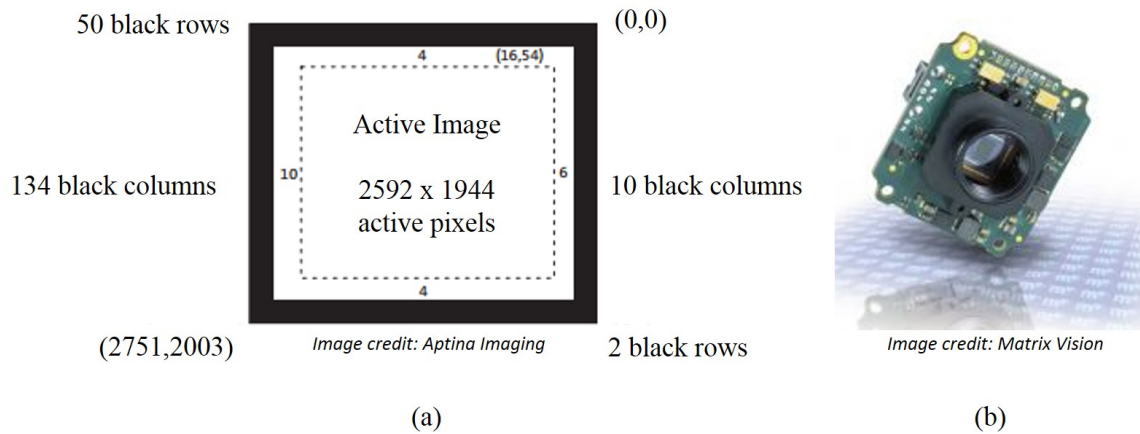 50 black rows
(0,0)
4
(16,54)
Active Image
134 black columns
10
2592 x 1944
6
10 black columns
active pixels
4
(2751,2003)
Image credit: Aptina Imaging
2 black rows
Image credit: Matrix Vision
(a)
(b)